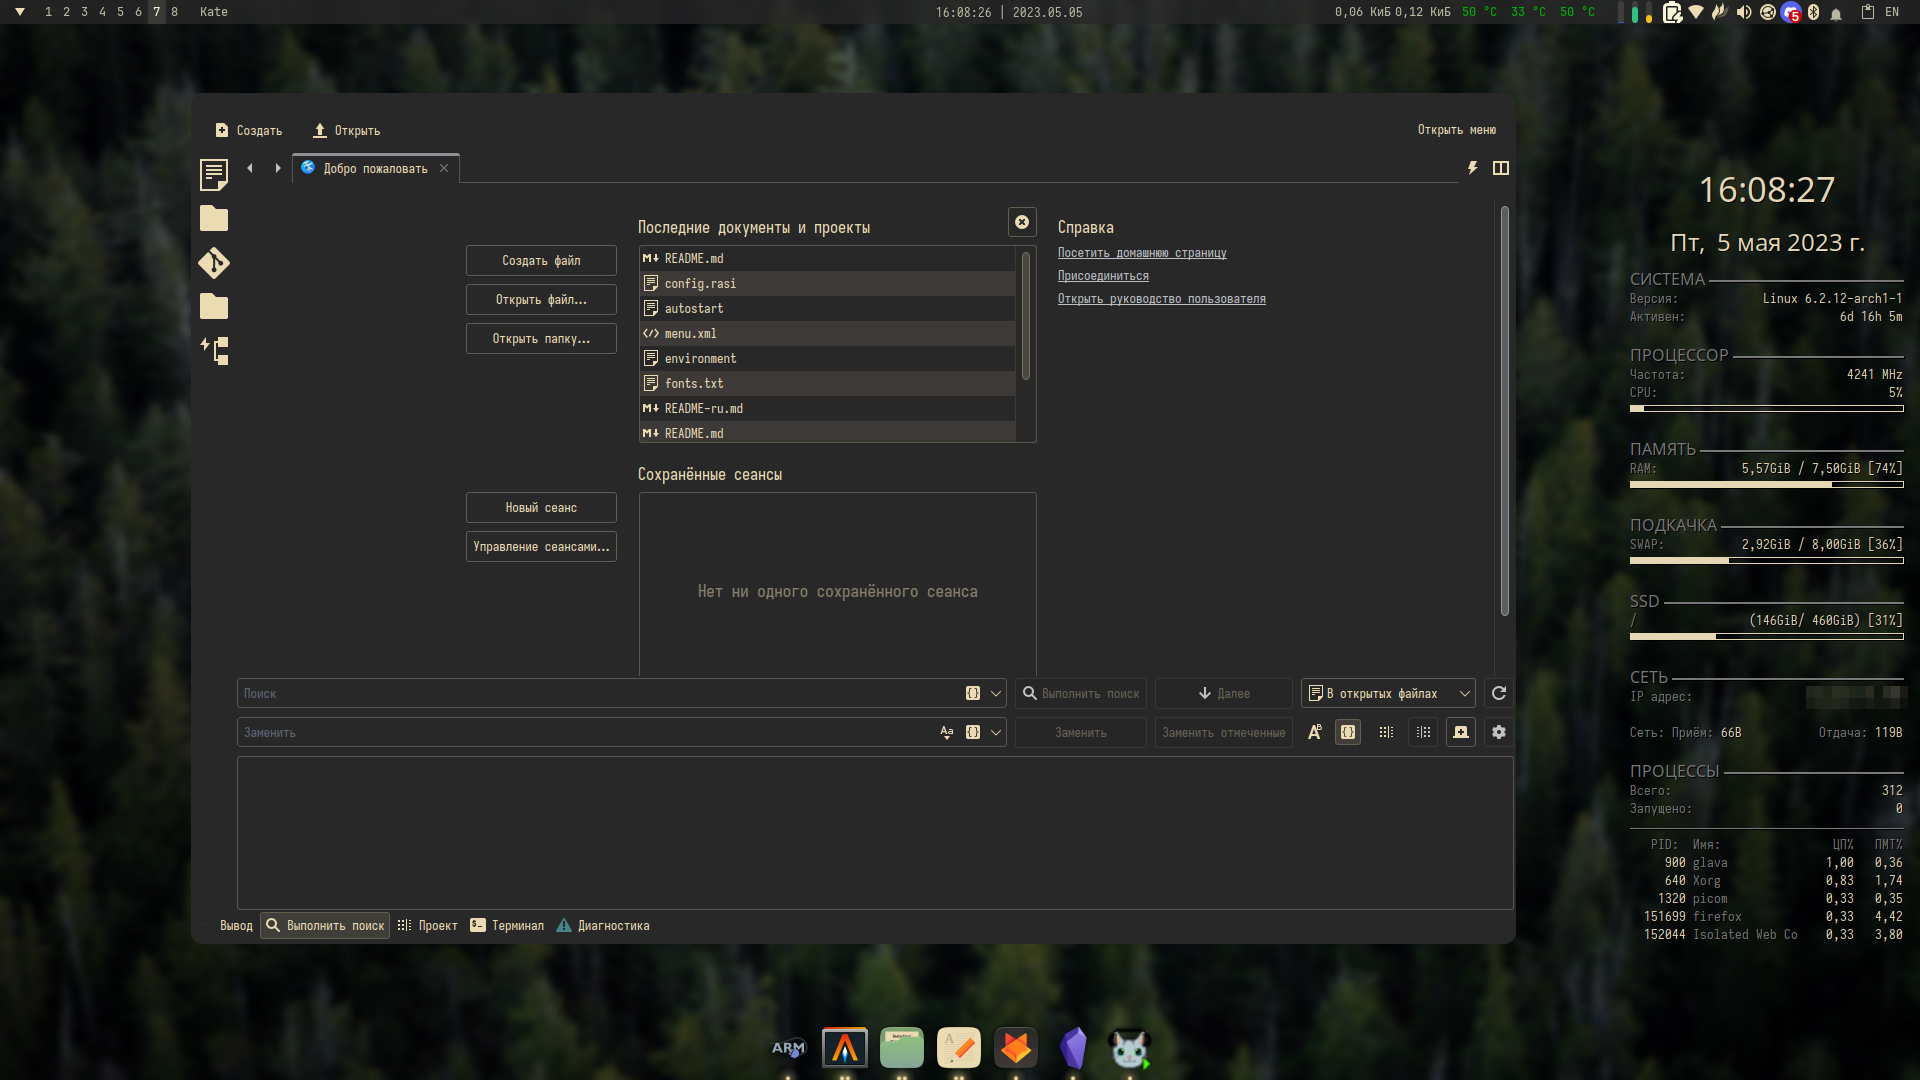 1 2 3 4 5 6 7 8 Kate
16:08:26 | 2023.05.05
0,06 КиБ 0,12 КиБ 50 °C 33 °C 50 °C
5
EN
Создать Открыть
Открыть меню
Добро пожаловать
Последние документы и проекты
Создать файл
Открыть файл...
Открыть папку...
README.md
config.rasi
autostart
menu.xml
environment
fonts.txt
README-ru.md
README.md
Справка
Посетить домашнюю страницу
Присоединиться
Открыть руководство пользователя
Сохранённые сеансы
Новый сеанс
Управление сеансами...
Нет ни одного сохранённого сеанса
Поиск
Выполнить поиск
Далее
В открытых файлах
Заменить
Заменить
Заменить отмеченные
Вывод Выполнить поиск Проект Терминал Диагностика
16:08:27
Пт, 5 мая 2023 г.
СИСТЕМА
Версия: Linux 6.2.12-arch1-1
Активен: 6d 16h 5m
ПРОЦЕССОР
Частота: 4241 MHz
CPU: 5%
ПАМЯТЬ
RAM: 5,57GiB / 7,50GiB [74%]
ПОДКАЧКА
SWAP: 2,92GiB / 8,00GiB [36%]
SSD
/ (146GiB/ 460GiB) [31%]
СЕТЬ
IP адрес:
Сеть: Приём: 66B Отдача: 119B
ПРОЦЕССЫ
Всего: 312
Запущено: 0
PID: Имя: ЦП% ПМТ%
900 glava 1,00 0,36
640 Xorg 0,83 1,74
1320 picom 0,33 0,35
151699 firefox 0,33 4,42
152044 Isolated Web Co 0,33 3,80
ARM